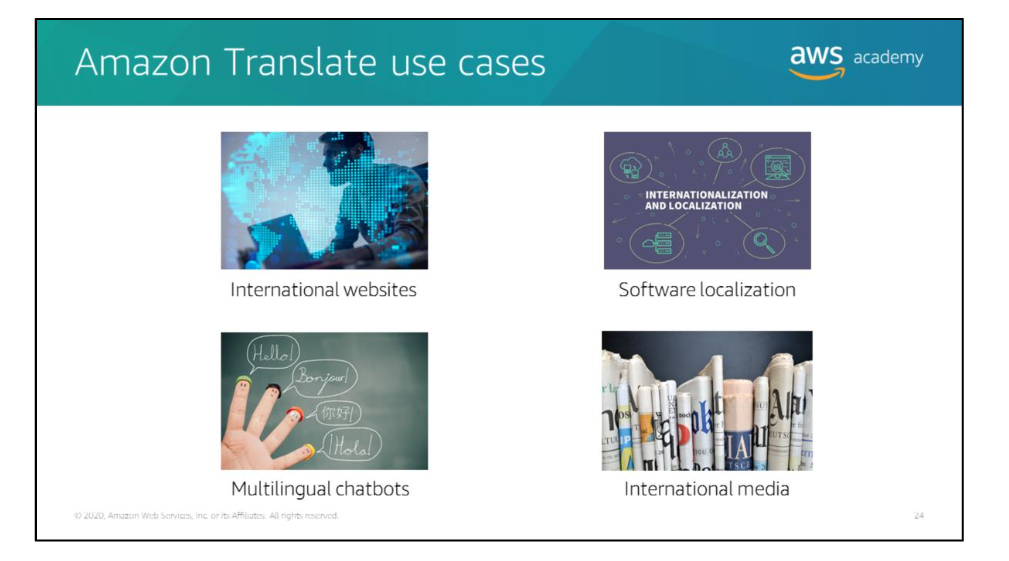 Amazon Translate use cases
aws academy
INTERNATIONALIZATION
AND LOCALIZATION
International websites
Software localization
Hello!
Bonjour!
你好!
¡Hola!
Multilingual chatbots
International media
© 2020, Amazon Web Services, Inc. or its Affiliates. All rights reserved.
24